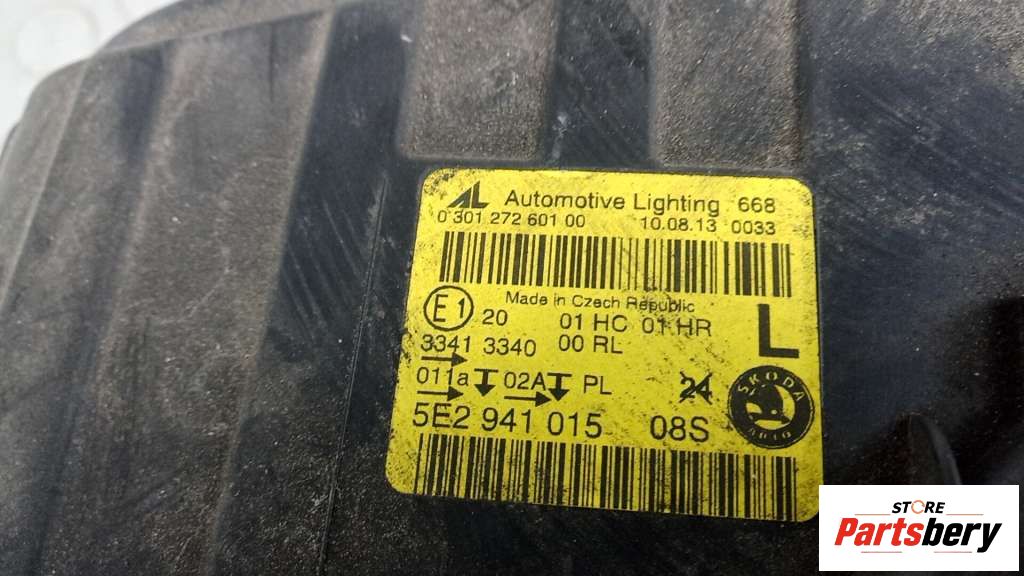 AL Automotive Lighting 668
0 301 272 601 00 10.08.13 0033
Made in Czech Republic
E1 20 01 HC 01 HR L
3341 3340 00 RL
011a 02A PL 24
ŠKODA
AUTO
5E2 941 015 08S
STORE
Partsbery